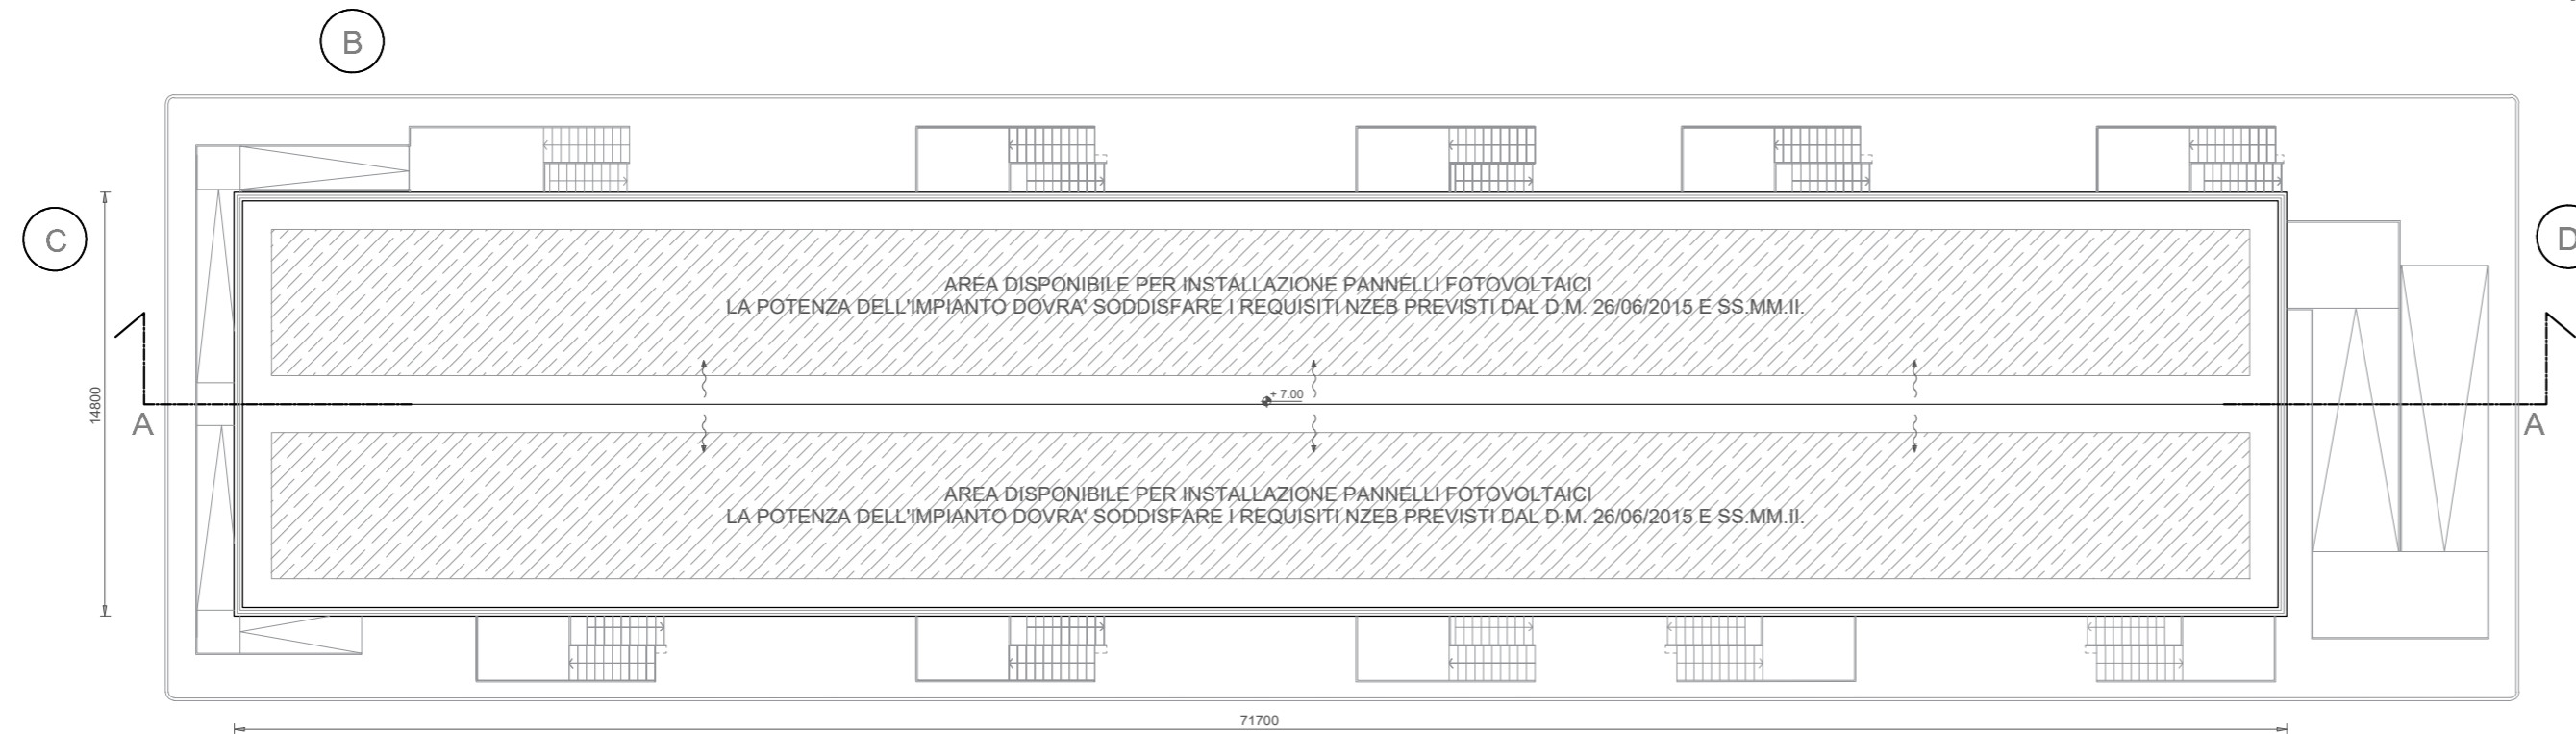 B
C
D
AREA DISPONIBILE PER INSTALLAZIONE PANNELLI FOTOVOLTAICI
LA POTENZA DELL'IMPIANTO DOVRA' SODDISFARE I REQUISITI NZEB PREVISTI DAL D.M. 26/06/2015 E SS.MM.II.
+ 7.00
14800
A
A
AREA DISPONIBILE PER INSTALLAZIONE PANNELLI FOTOVOLTAICI
LA POTENZA DELL'IMPIANTO DOVRA' SODDISFARE I REQUISITI NZEB PREVISTI DAL D.M. 26/06/2015 E SS.MM.II.
71700